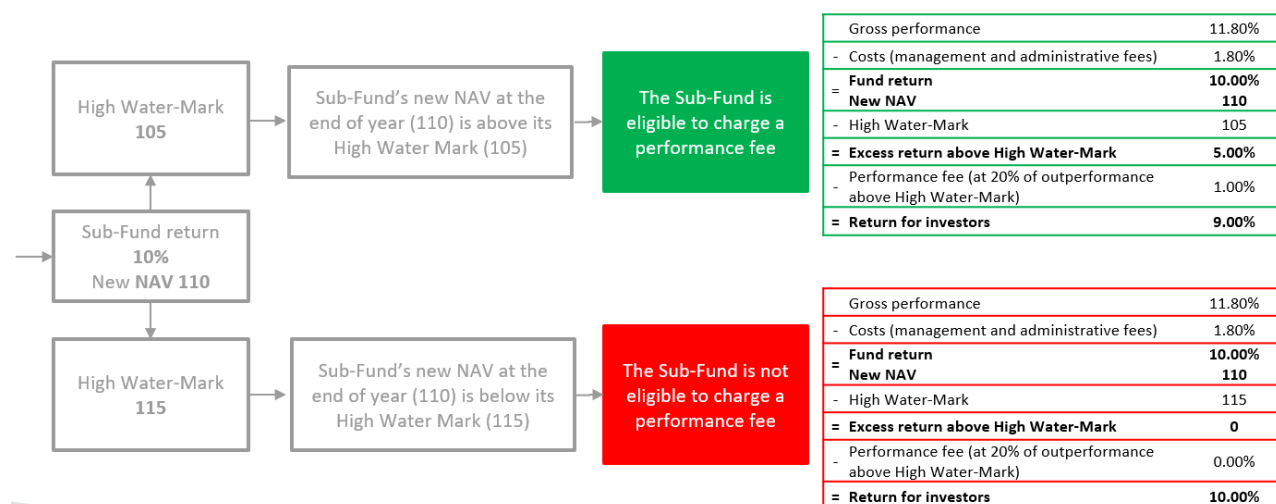 High Water-Mark
105
Sub-Fund's new NAV at the
end of year (110) is above its
High Water Mark (105)
The Sub-Fund is
eligible to charge a
performance fee
Gross performance 11.80%
- Costs (management and administrative fees) 1.80%
= Fund return 10.00%
New NAV 110
- High Water-Mark 105
= Excess return above High Water-Mark 5.00%
- Performance fee (at 20% of outperformance
above High Water-Mark) 1.00%
= Return for investors 9.00%
Sub-Fund return
10%
New NAV 110
High Water-Mark
115
Sub-Fund's new NAV at the
end of year (110) is below its
High Water Mark (115)
The Sub-Fund is not
eligible to charge a
performance fee
Gross performance 11.80%
- Costs (management and administrative fees) 1.80%
= Fund return 10.00%
New NAV 110
- High Water-Mark 115
= Excess return above High Water-Mark 0
- Performance fee (at 20% of outperformance
above High Water-Mark) 0.00%
= Return for investors 10.00%